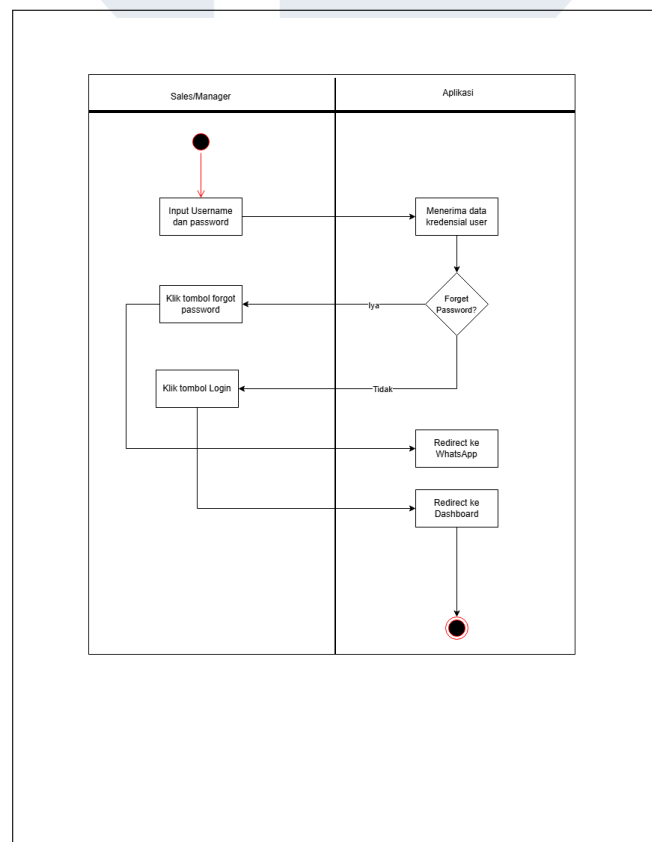 Sales/Manager
Aplikasi
Input Username
dan password
Menerima data
kredensial user
Klik tombol forgot
password
Iya
Forget
Password?
Klik tombol Login
Tidak
Redirect ke
WhatsApp
Redirect ke
Dashboard